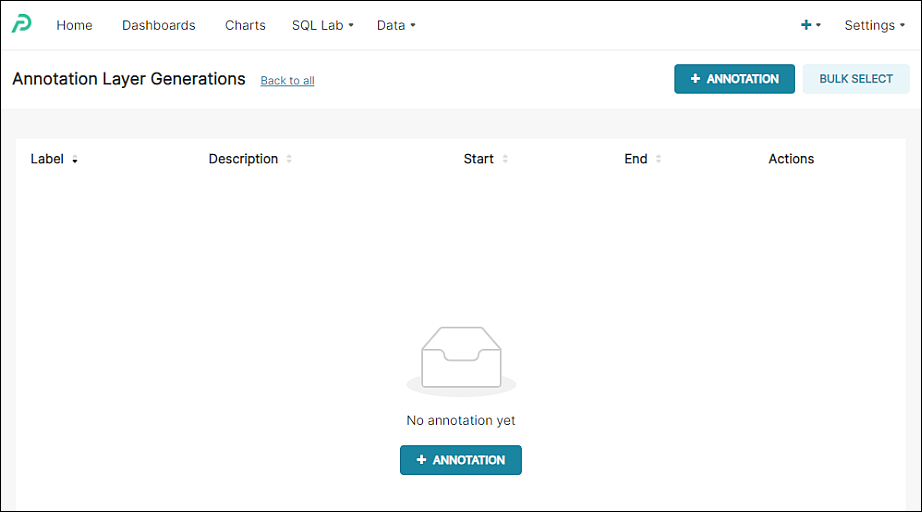 Home Dashboards Charts SQL Lab Data Settings
Annotation Layer Generations Back to all + ANNOTATION BULK SELECT
Label Description Start End Actions
No annotation yet
+ ANNOTATION